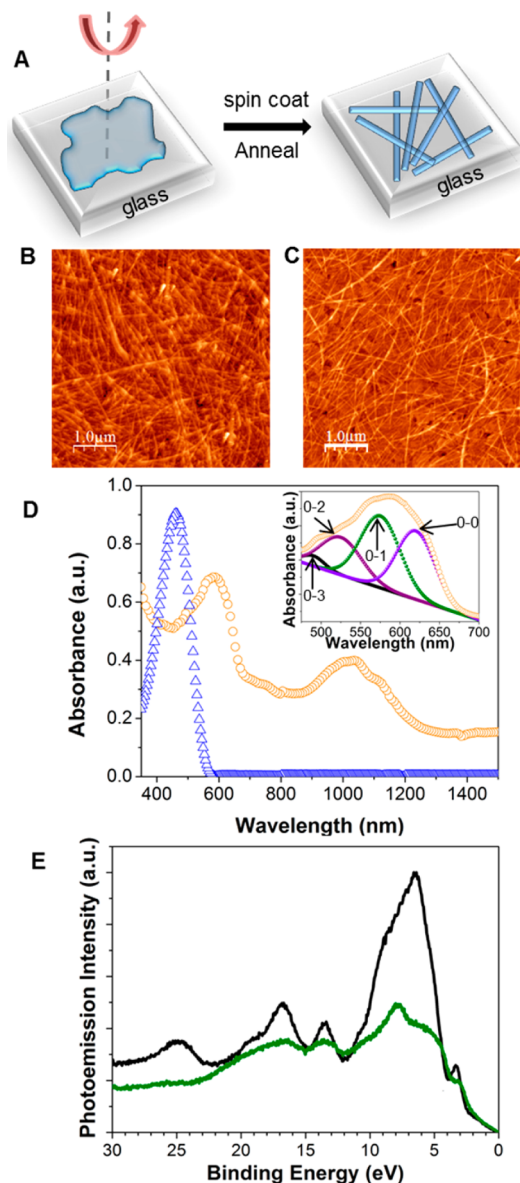 A
spin coat
Anneal
glass
glass
B
C
1.0μm
1.0μm
D
Absorbance (a.u.)
1.0
0.8
0.6
0.4
0.2
0.0
400 600 800 1000 1200 1400
Wavelength (nm)
Absorbance (a.u.)
0-2
0-0
0-1
0-3
500 550 600 650 700
Wavelength (nm)
E
Photoemission Intensity (a.u.)
30 25 20 15 10 5 0
Binding Energy (eV)